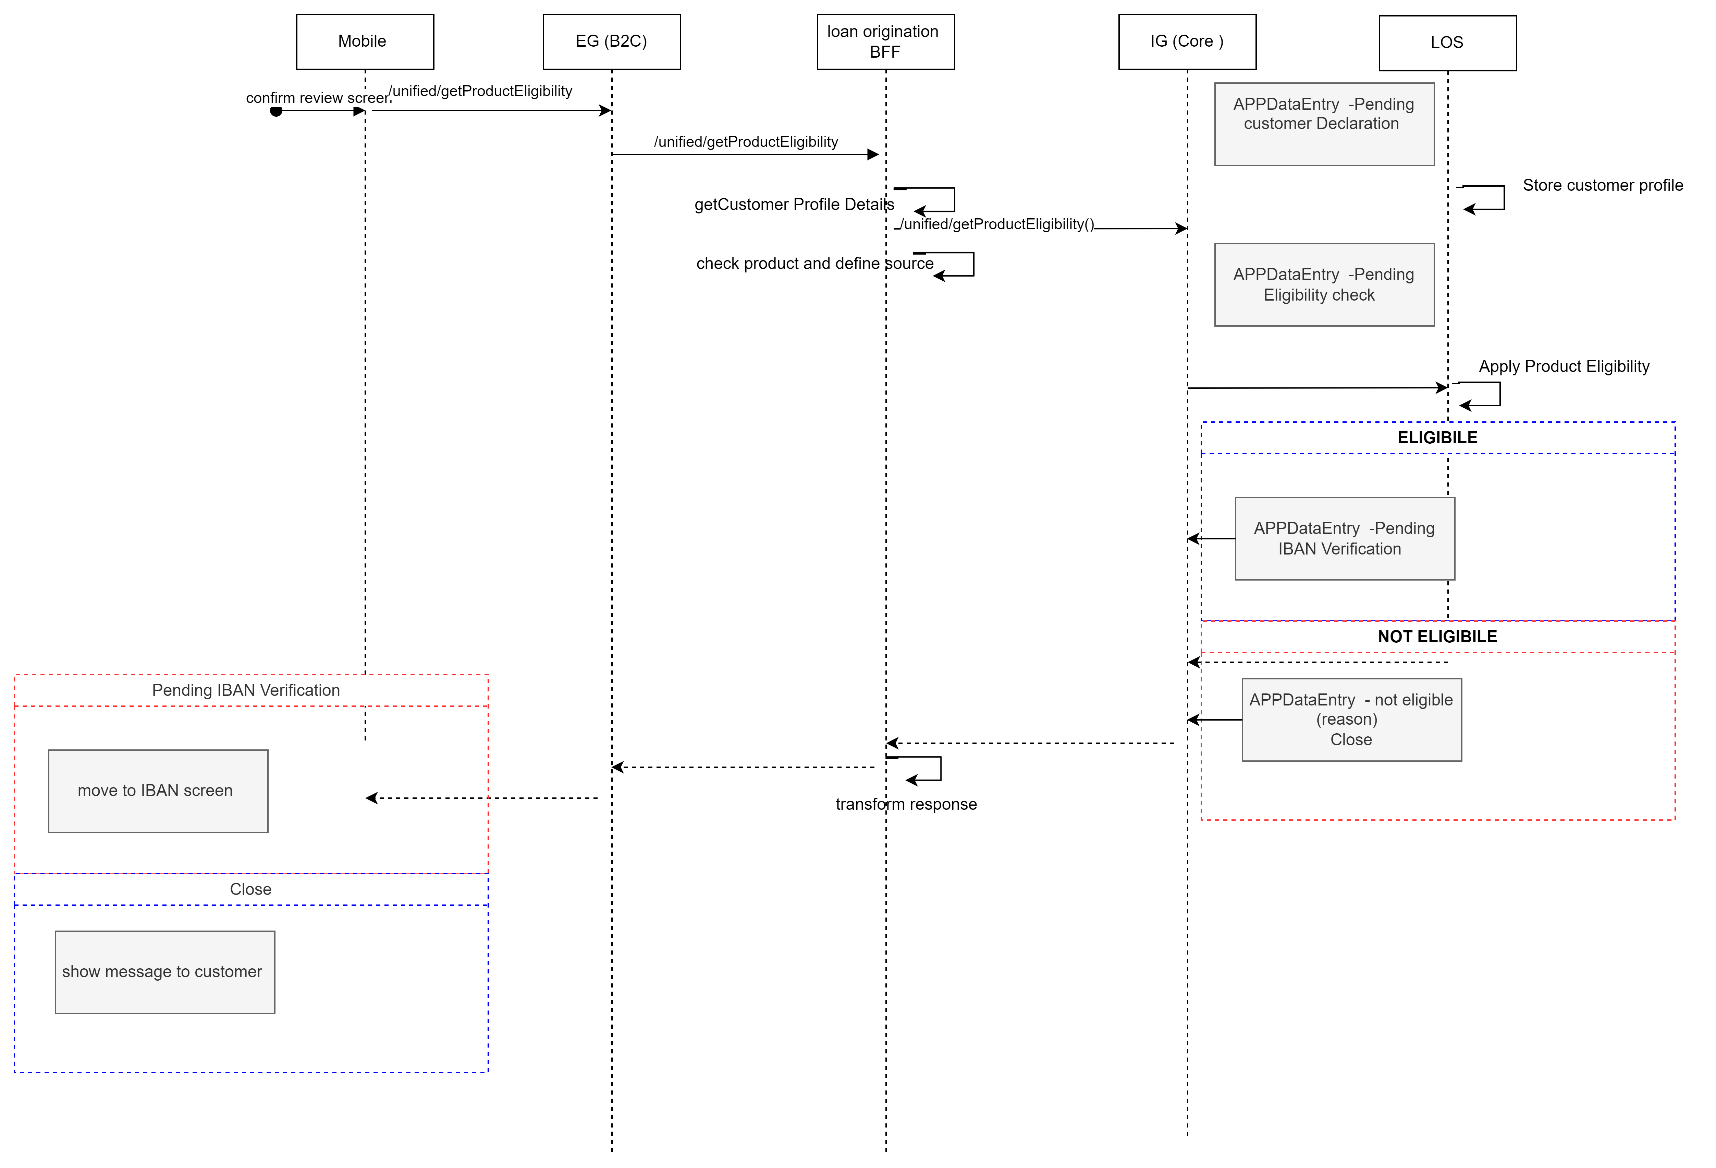 Mobile
EG (B2C)
loan origination
BFF
IG (Core )
LOS
confirm review screen
/unified/getProductEligibility
APPDataEntry  -Pending
customer Declaration
/unified/getProductEligibility
Store customer profile
getCustomer Profile Details
/unified/getProductEligibility()
check product and define source
APPDataEntry  -Pending
Eligibility check
Apply Product Eligibility
ELIGIBILE
APPDataEntry  -Pending
IBAN Verification
NOT ELIGIBILE
APPDataEntry  - not eligible
(reason)
Close
Pending IBAN Verification
move to IBAN screen
transform response
Close
show message to customer